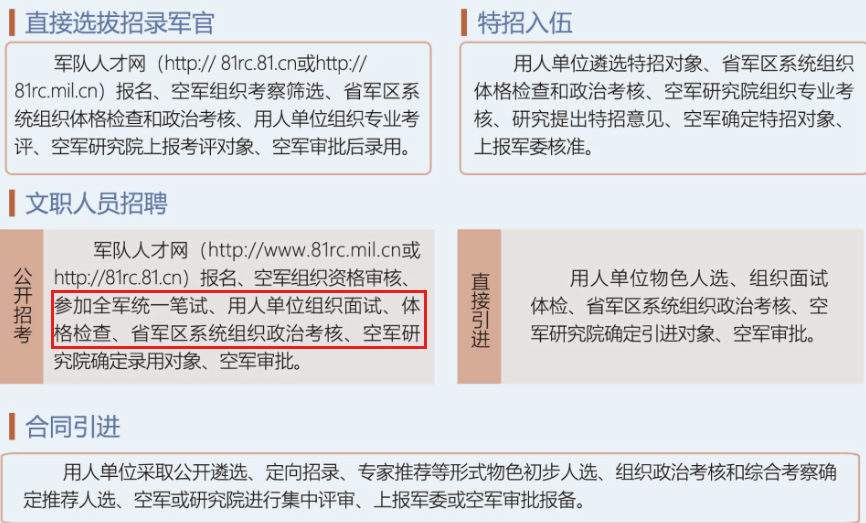 直接选拔招录军官
军队人才网（http:// 81rc.81.cn或http://
81rc.mil.cn）报名、空军组织考察筛选、省军区系
统组织体格检查和政治考核、用人单位组织专业考
评、空军研究院上报考评对象、空军审批后录用。
特招入伍
用人单位遴选特招对象、省军区系统组织
体格检查和政治考核、空军研究院组织专业考
核、研究提出特招意见、空军确定特招对象、
上报军委核准。
文职人员招聘
公开招考
军队人才网（http://www.81rc.mil.cn或
http://81rc.81.cn）报名、空军组织资格审核、
参加全军统一笔试、用人单位组织面试、体
格检查、省军区系统组织政治考核、空军研
究院确定录用对象、空军审批。
直接引进
用人单位物色人选、组织面试
体检、省军区系统组织政治考核、空
军研究院确定引进对象、空军审批。
合同引进
用人单位采取公开遴选、定向招录、专家推荐等形式物色初步人选、组织政治考核和综合考察确
定推荐人选、空军或研究院进行集中评审、上报军委或空军审批报备。